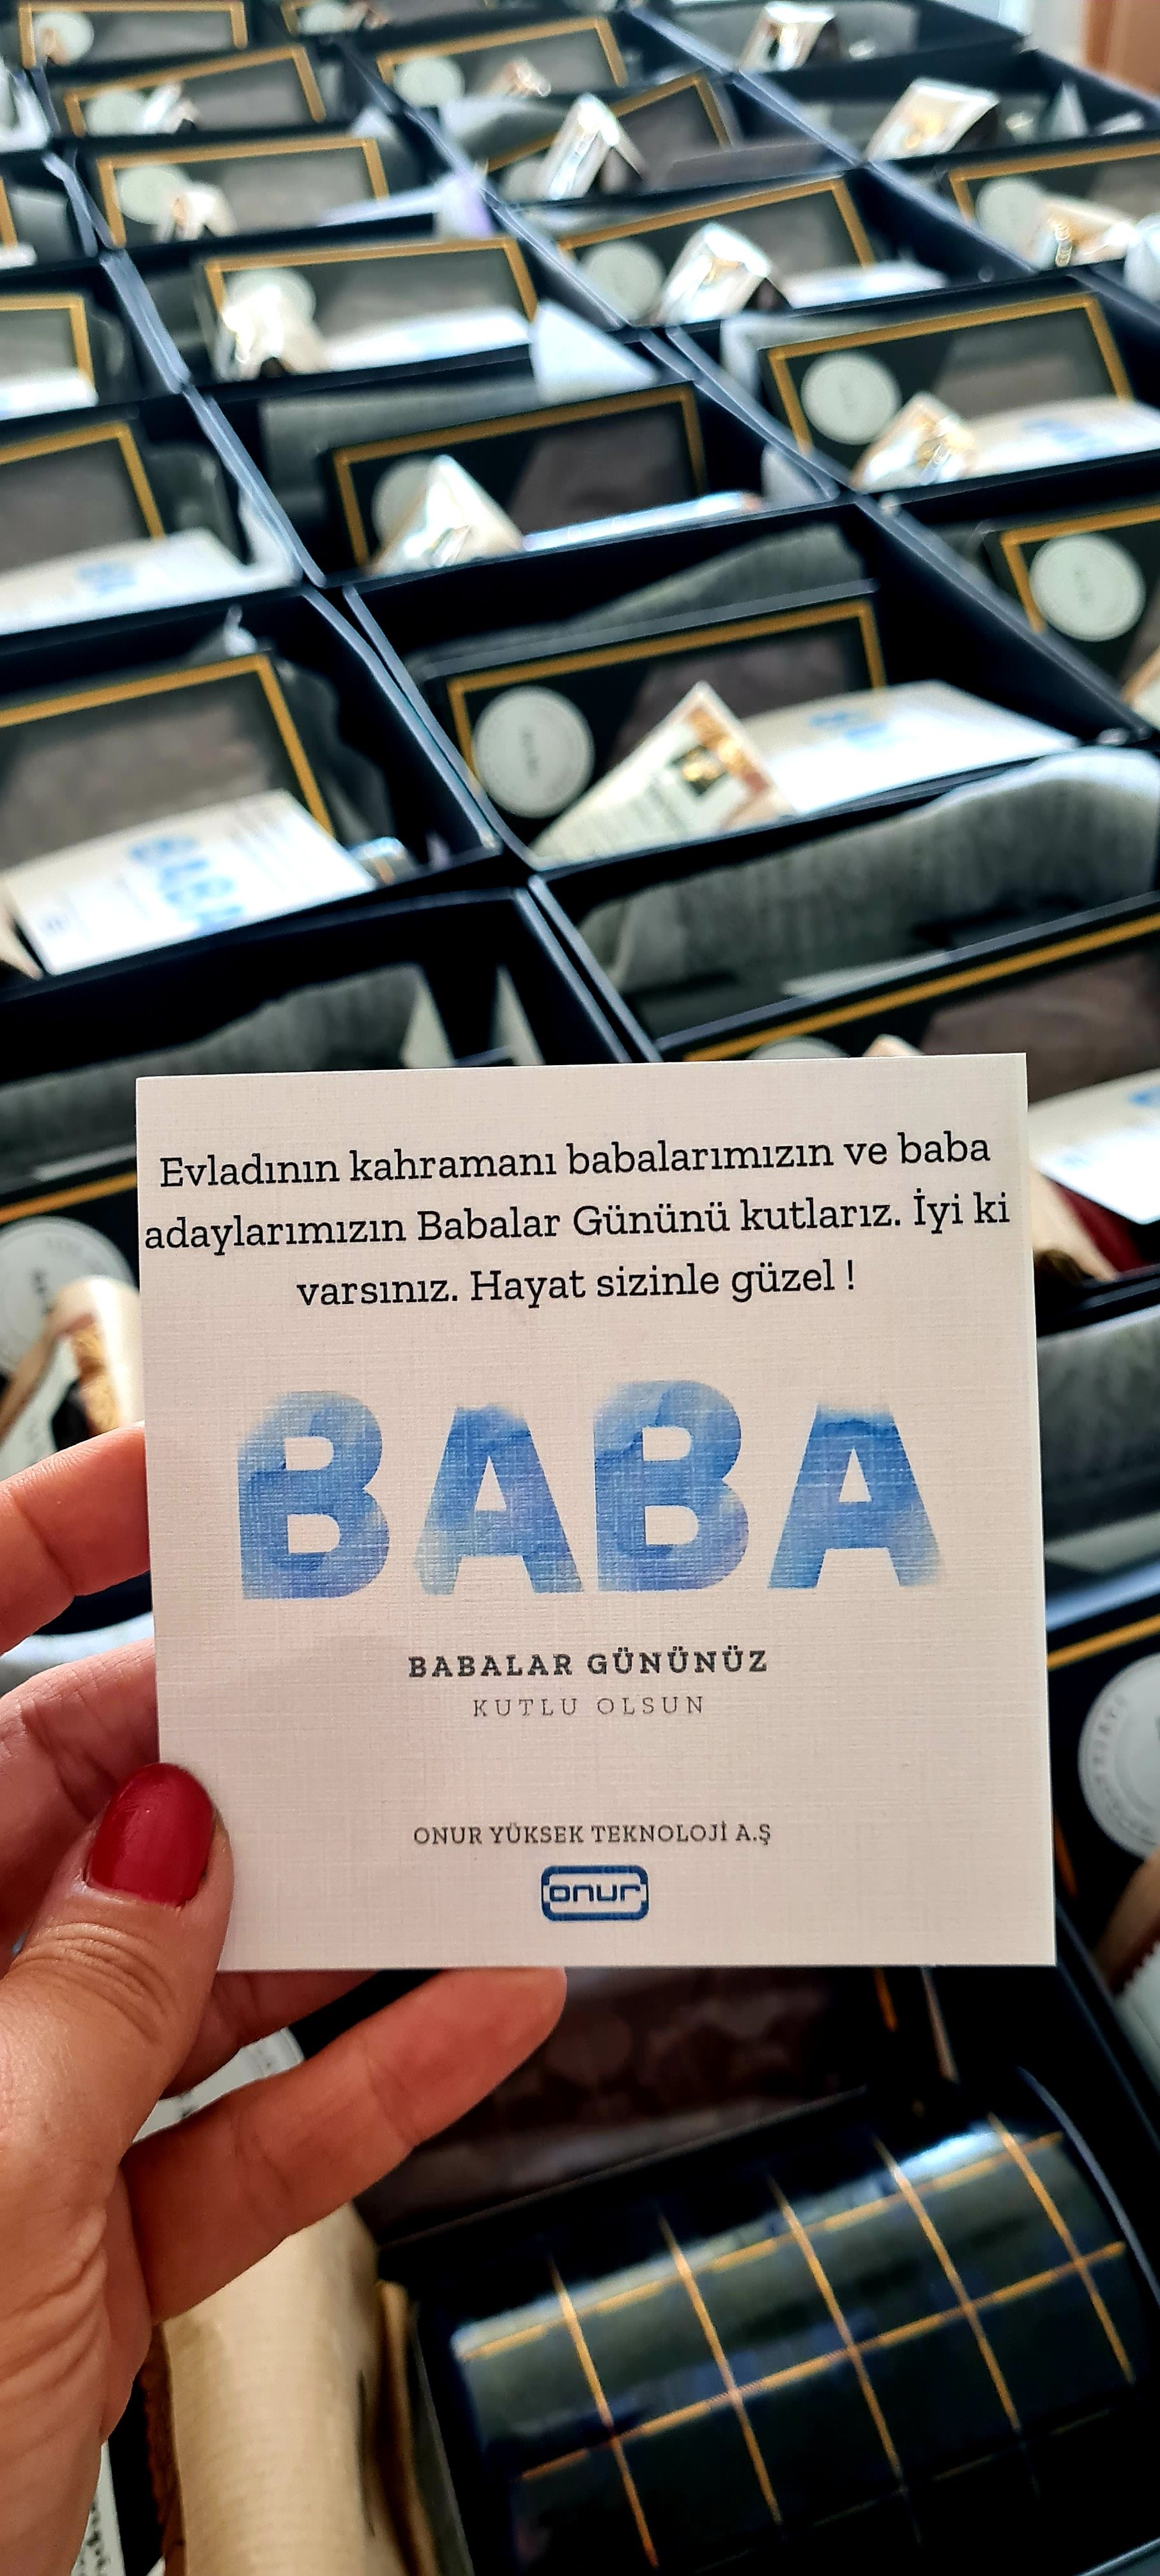 Evladının kahramanı babalarımızın ve baba
adaylarımızın Babalar Gününü kutlarız. İyi ki
varsınız. Hayat sizinle güzel !
BABA
BABALAR GÜNÜNÜZ
KUTLU OLSUN
ONUR YÜKSEK TEKNOLOJİ A.Ş
onur
BABA